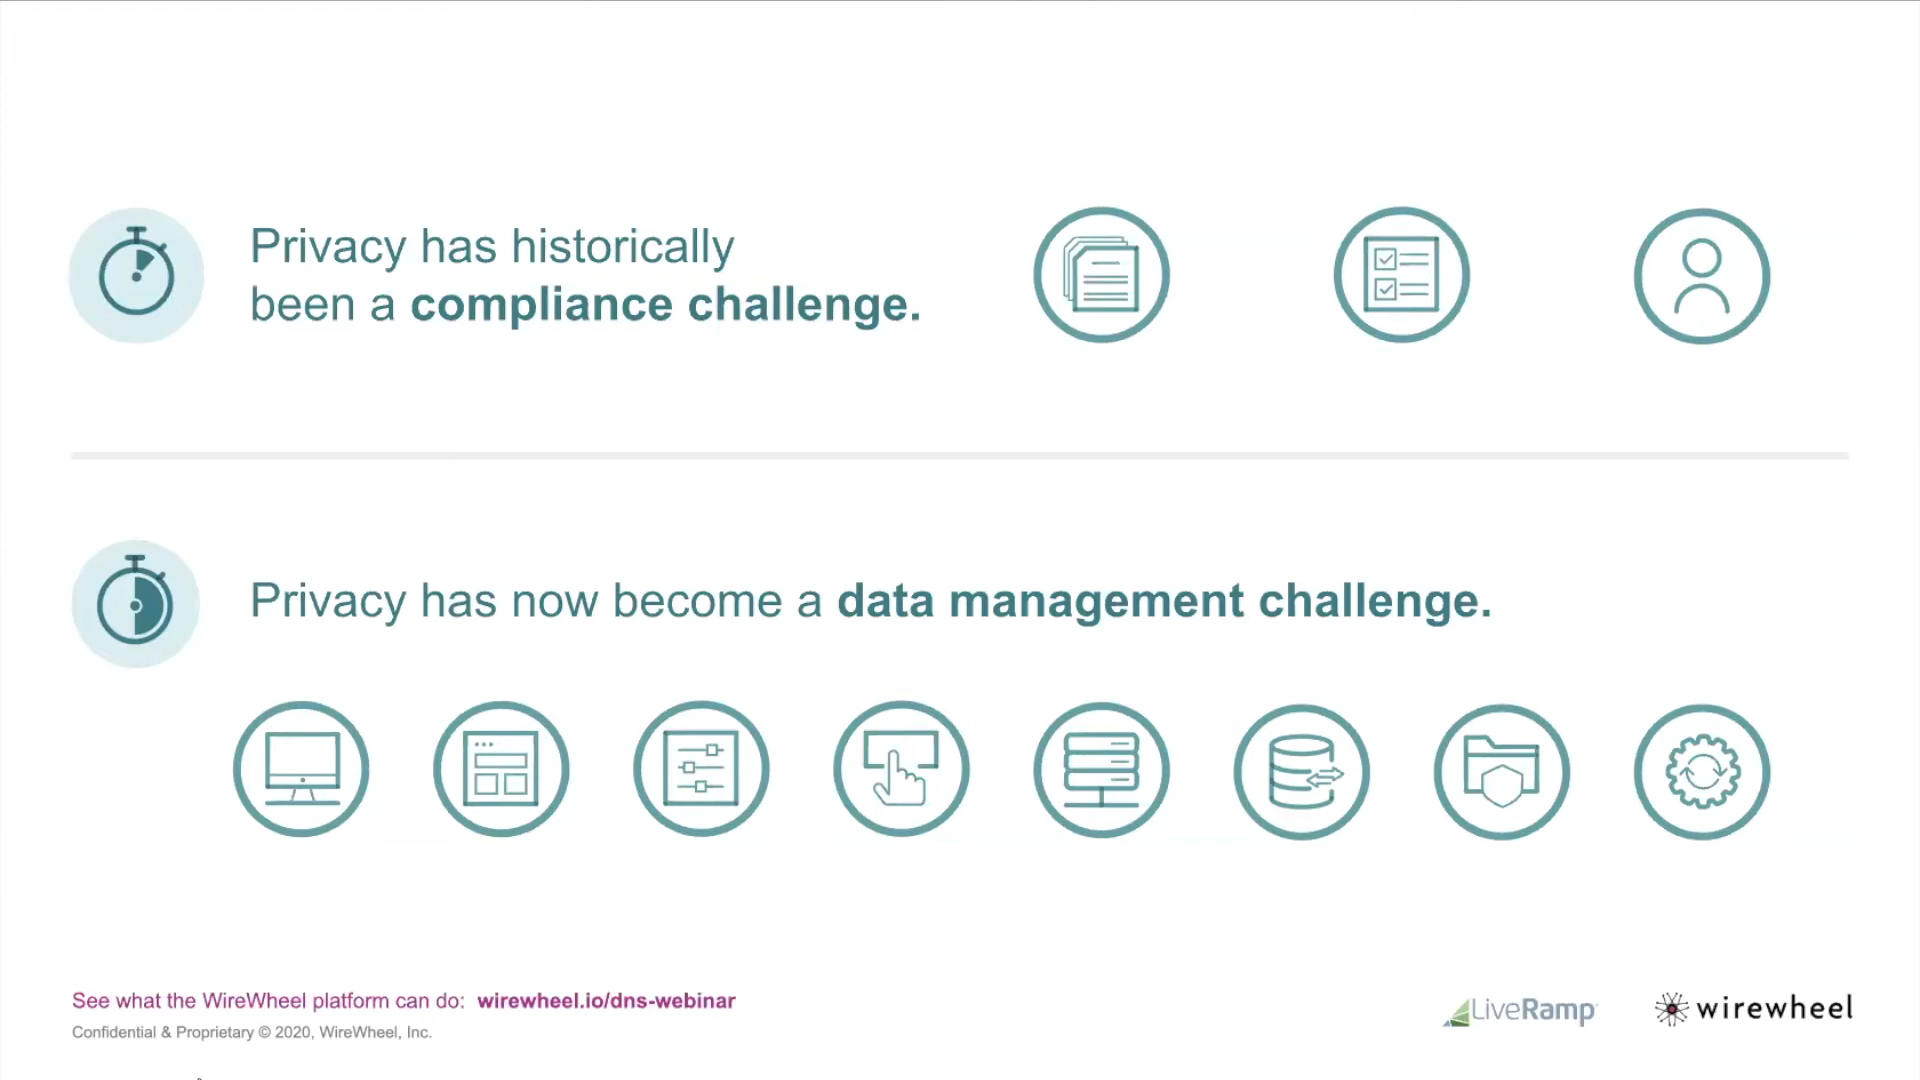 Privacy has historically
been a compliance challenge.
Privacy has now become a data management challenge.
See what the WireWheel platform can do: wirewheel.io/dns-webinar
Confidential & Proprietary © 2020, WireWheel, Inc.
LiveRamp
wirewheel